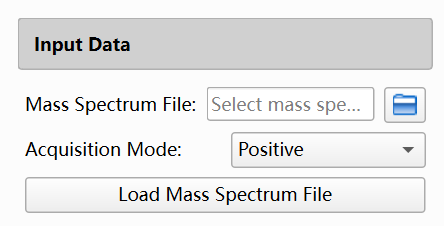 Input Data
Mass Spectrum File: Select mass spe...
Acquisition Mode: Positive
Load Mass Spectrum File